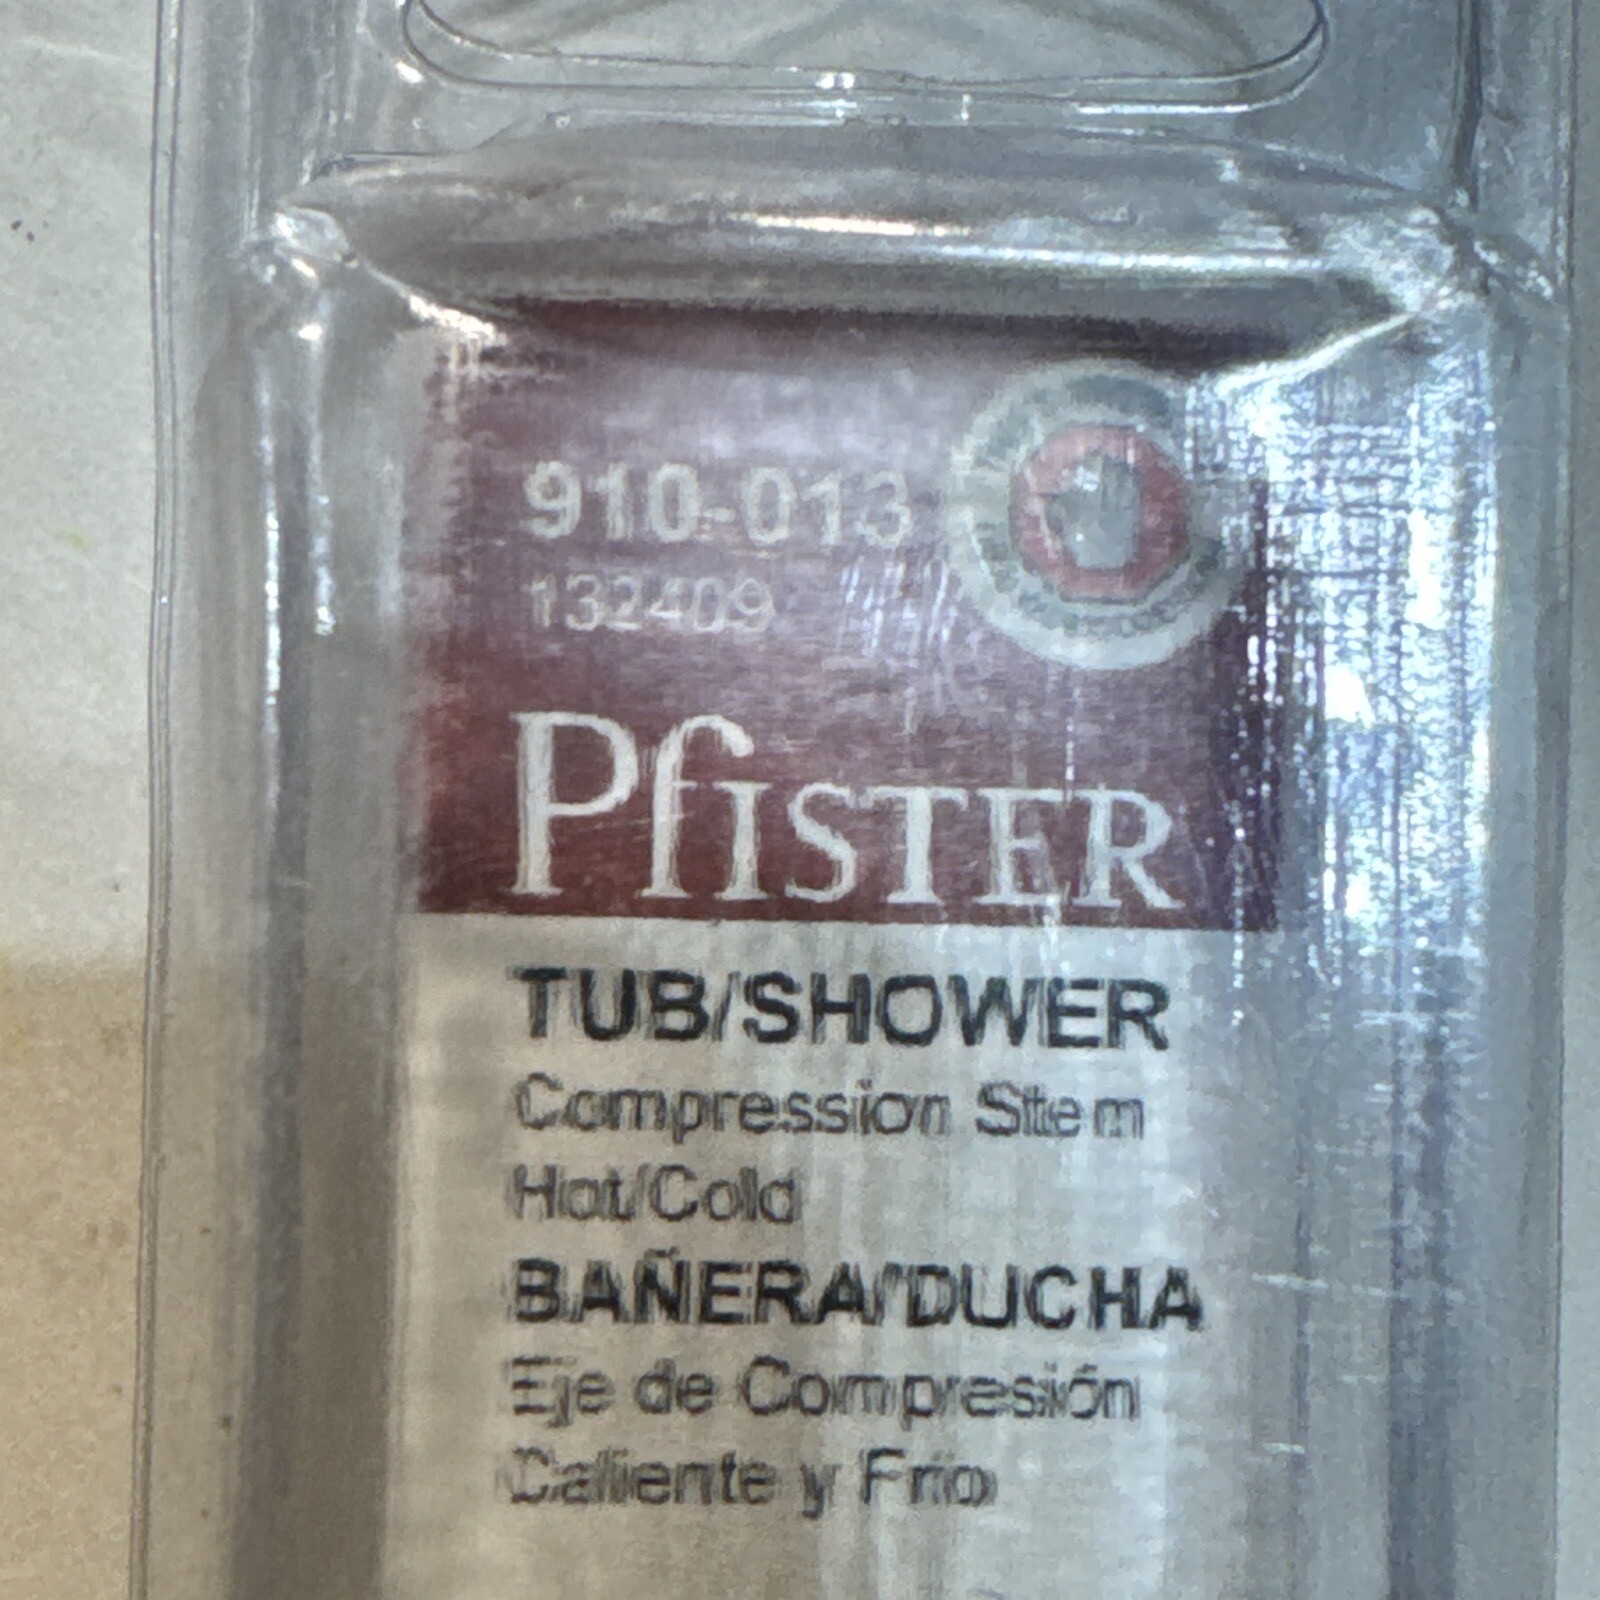 910-013
132409
PfISTER
TUB/SHOWER
Compression Stem
Hot/Cold
BAÑERA/DUCHA
Eje de Compresión
Caliente y Frío